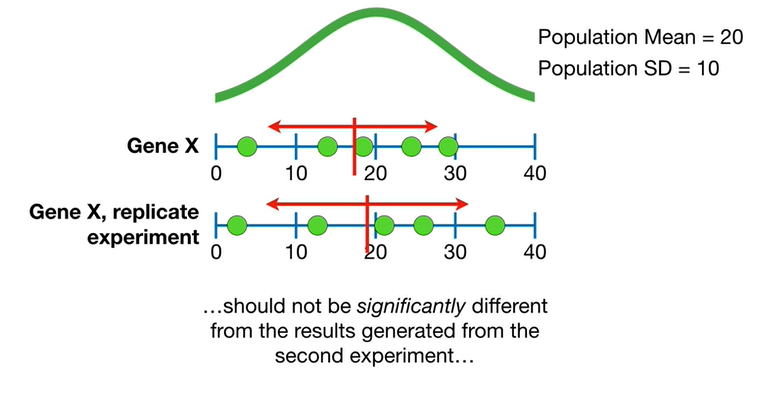 Population Mean = 20
Population SD = 10
Gene X
0 10 20 30 40
Gene X, replicate
experiment
0 10 20 30 40
…should not be significantly different
from the results generated from the
second experiment…